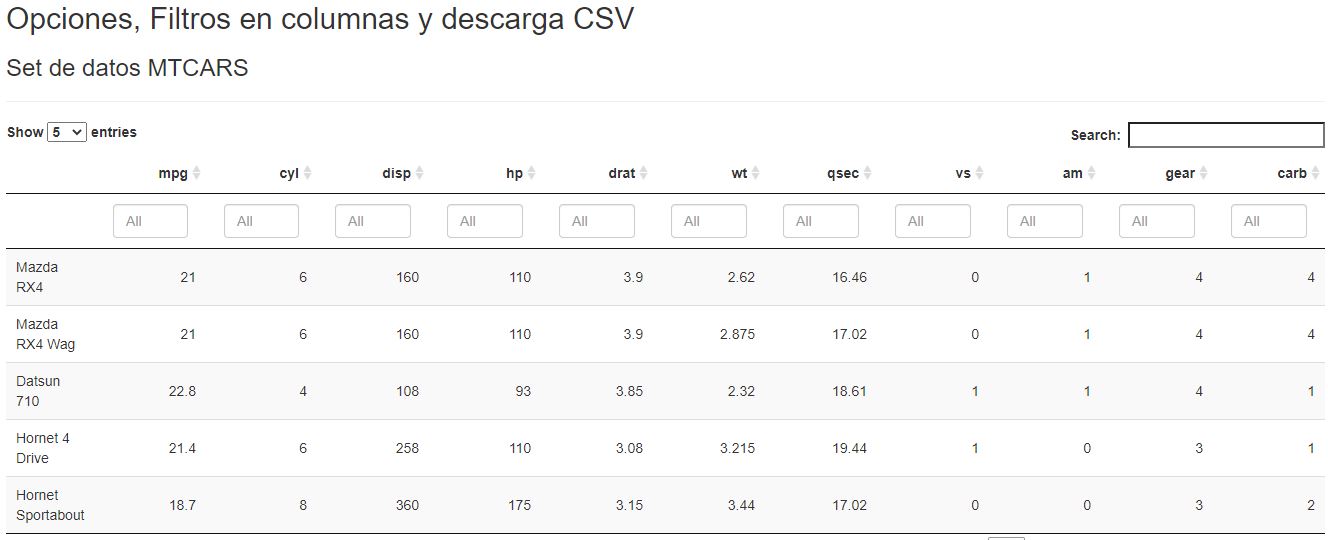 Opciones, Filtros en columnas y descarga CSV
Set de datos MTCARS
Show 5 entries
Search:
mpg cyl disp hp drat wt qsec vs am gear carb
All All All All All All All All All All All
Mazda
RX4 21 6 160 110 3.9 2.62 16.46 0 1 4 4
Mazda
RX4 Wag 21 6 160 110 3.9 2.875 17.02 0 1 4 4
Datsun
710 22.8 4 108 93 3.85 2.32 18.61 1 1 4 1
Hornet 4
Drive 21.4 6 258 110 3.08 3.215 19.44 1 0 3 1
Hornet
Sportabout 18.7 8 360 175 3.15 3.44 17.02 0 0 3 2